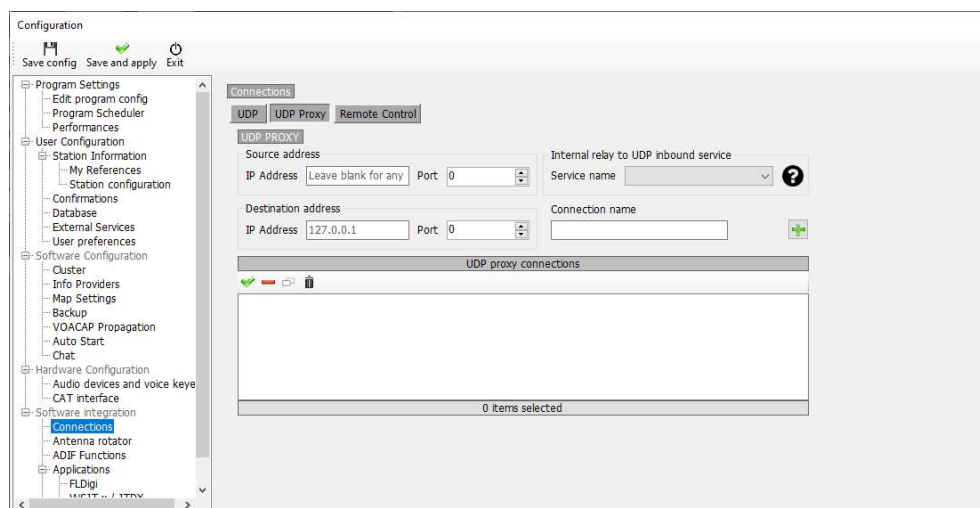 Configuration
Save config Save and apply Exit
Program Settings
Edit program config
Program Scheduler
Performances
User Configuration
Station Information
My References
Station configuration
Confirmations
Database
External Services
User preferences
Software Configuration
Cluster
Info Providers
Map Settings
Backup
VOACAP Propagation
Auto Start
Chat
Hardware Configuration
Audio devices and voice keye
CAT interface
Software integration
Connections
Antenna rotator
ADIF Functions
Applications
FLDigi
WSJT-x / JTDX
Connections
UDP UDP Proxy Remote Control
UDP PROXY
Source address
IP Address Leave blank for any Port 0
Internal relay to UDP inbound service
Service name
Destination address
IP Address 127.0.0.1 Port 0
Connection name
UDP proxy connections
0 items selected